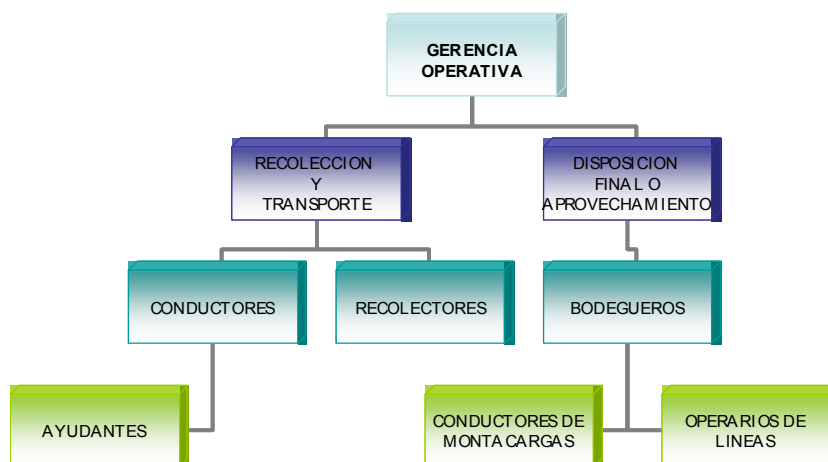 GERENCIA
OPERATIVA
RECOLECCION
Y
TRANSPORTE
DISPOSICION
FINAL O
APROVECHAMIENTO
CONDUCTORES
RECOLECTORES
BODEGUEROS
AYUDANTES
CONDUCTORES DE
MONTACARGAS
OPERARIOS DE
LINEAS